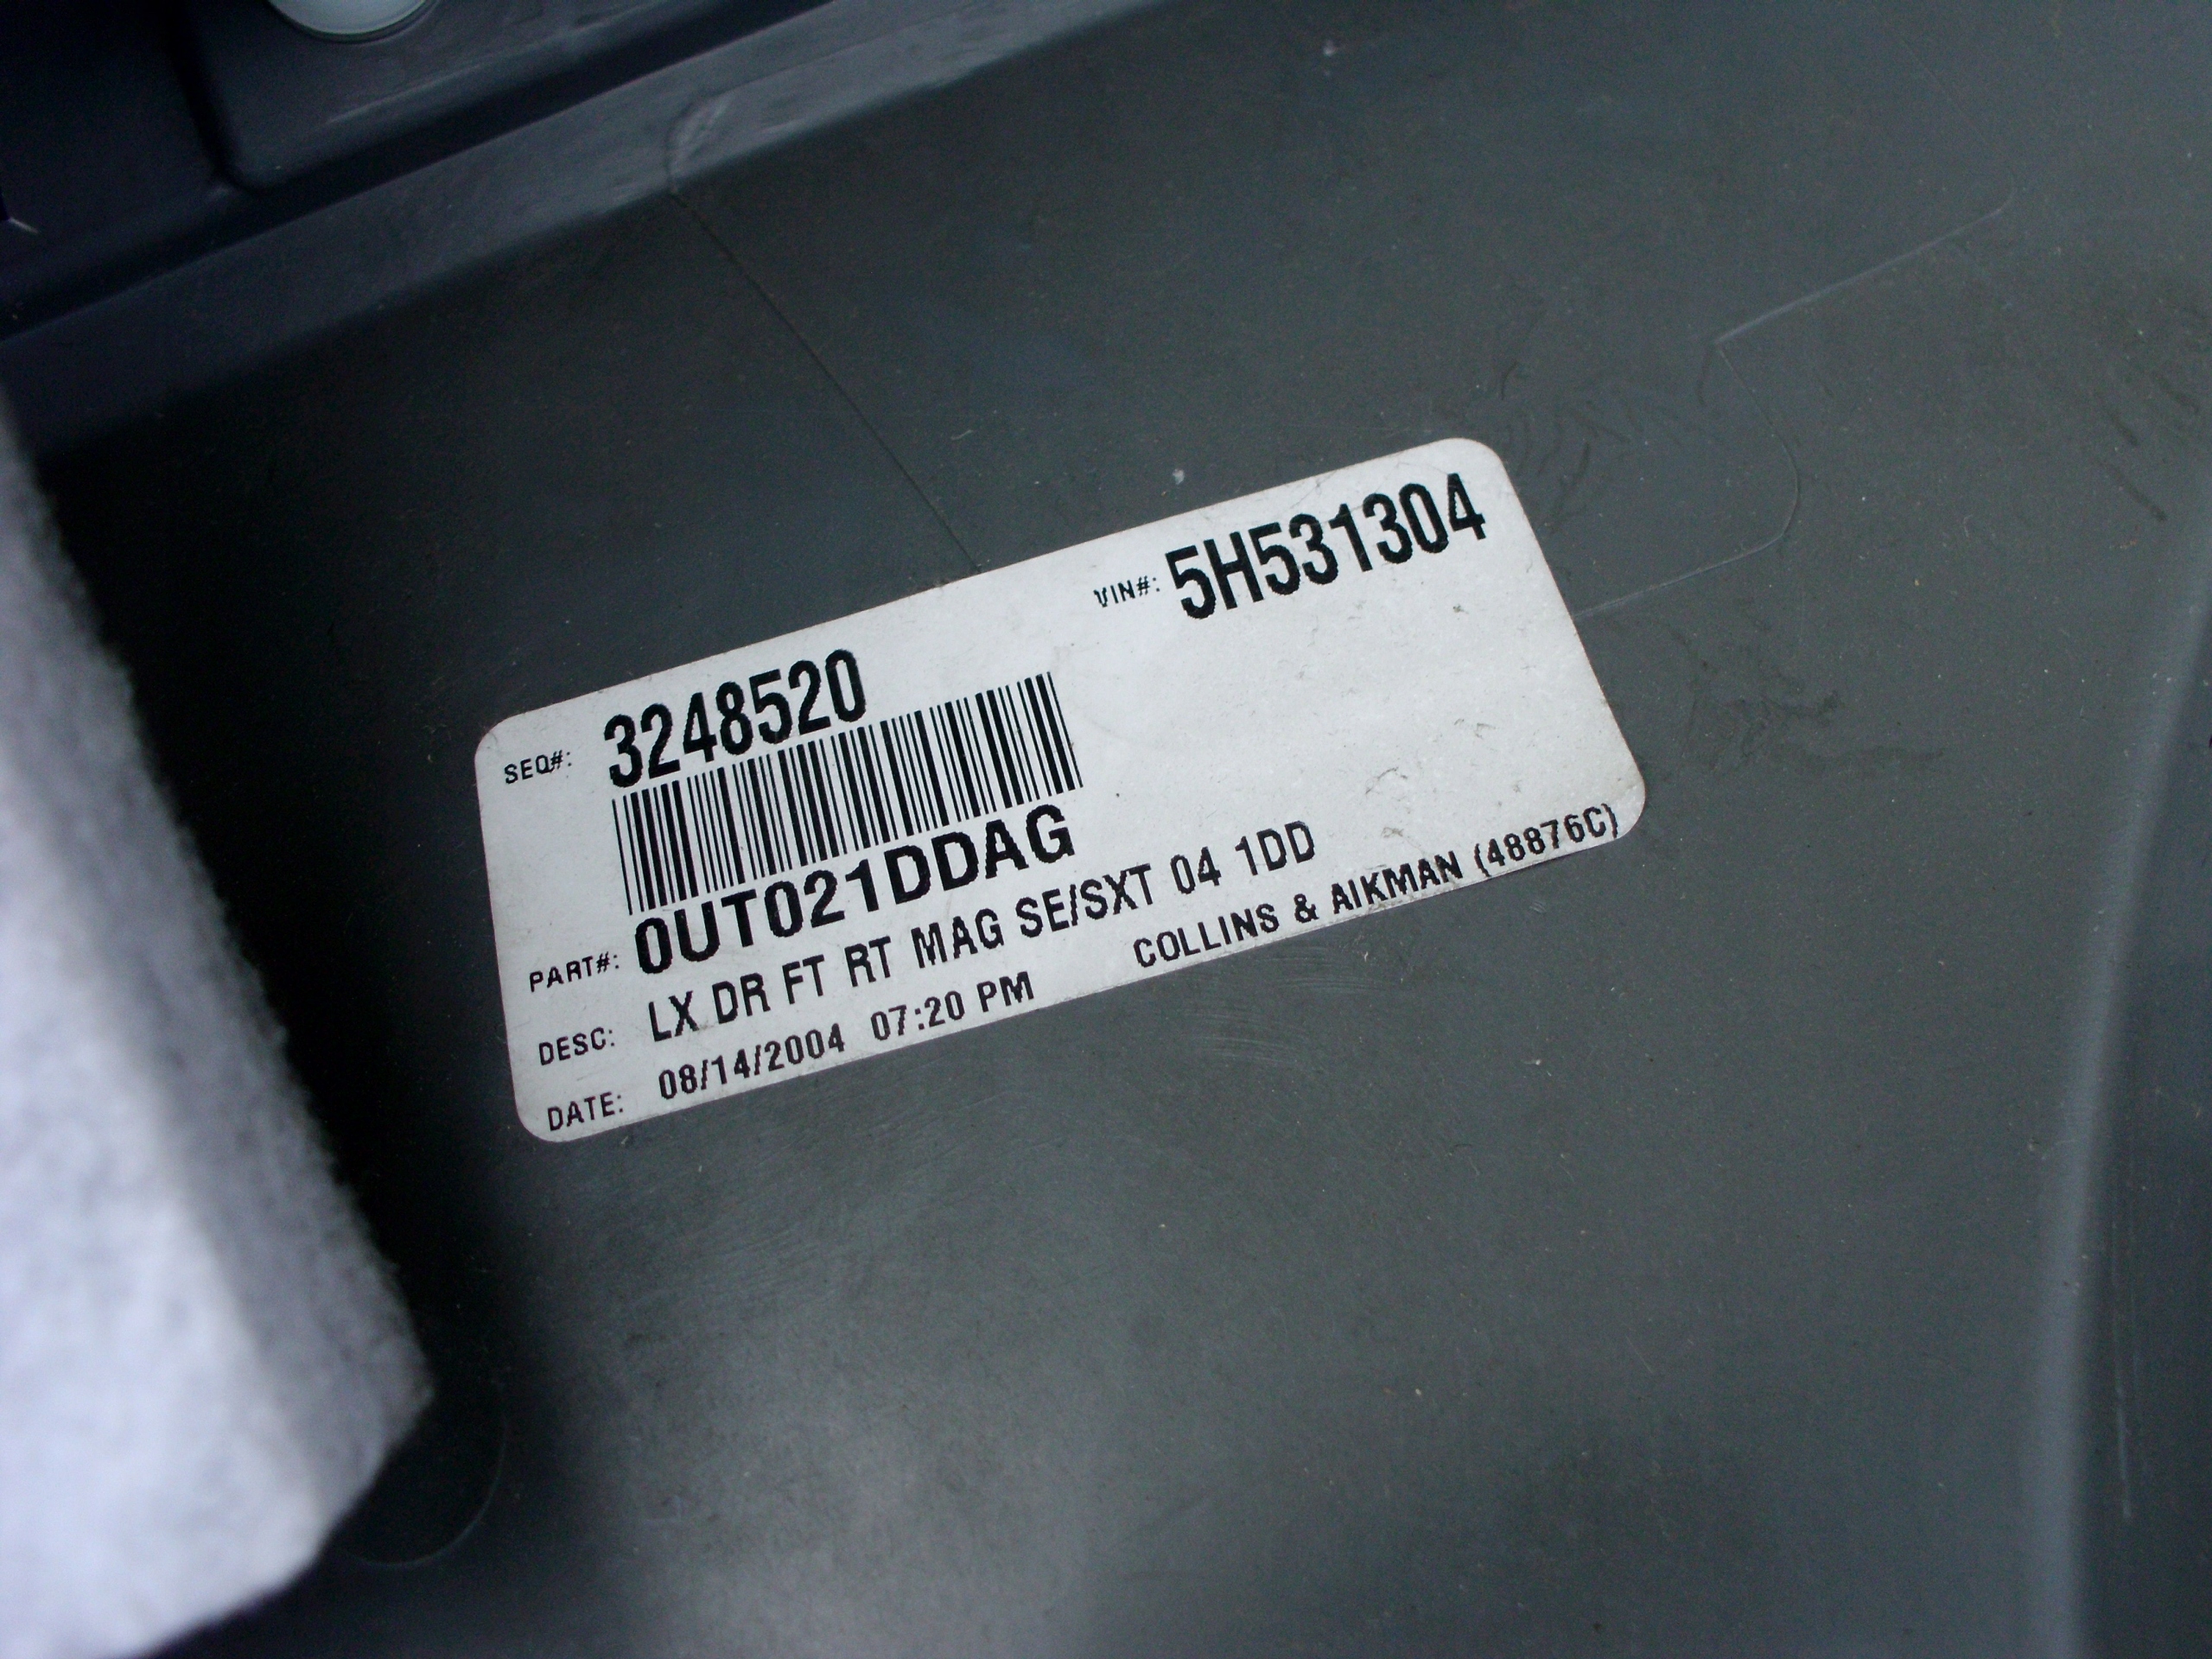 VIN#: 5H531304
SEQ#: 3248520
PART#: 0UT021DDAG
DESC: LX DR FT RT MAG SE/SXT 04 1DD
DATE: 08/14/2004 07:20 PM COLLINS & AIKMAN (48876C)